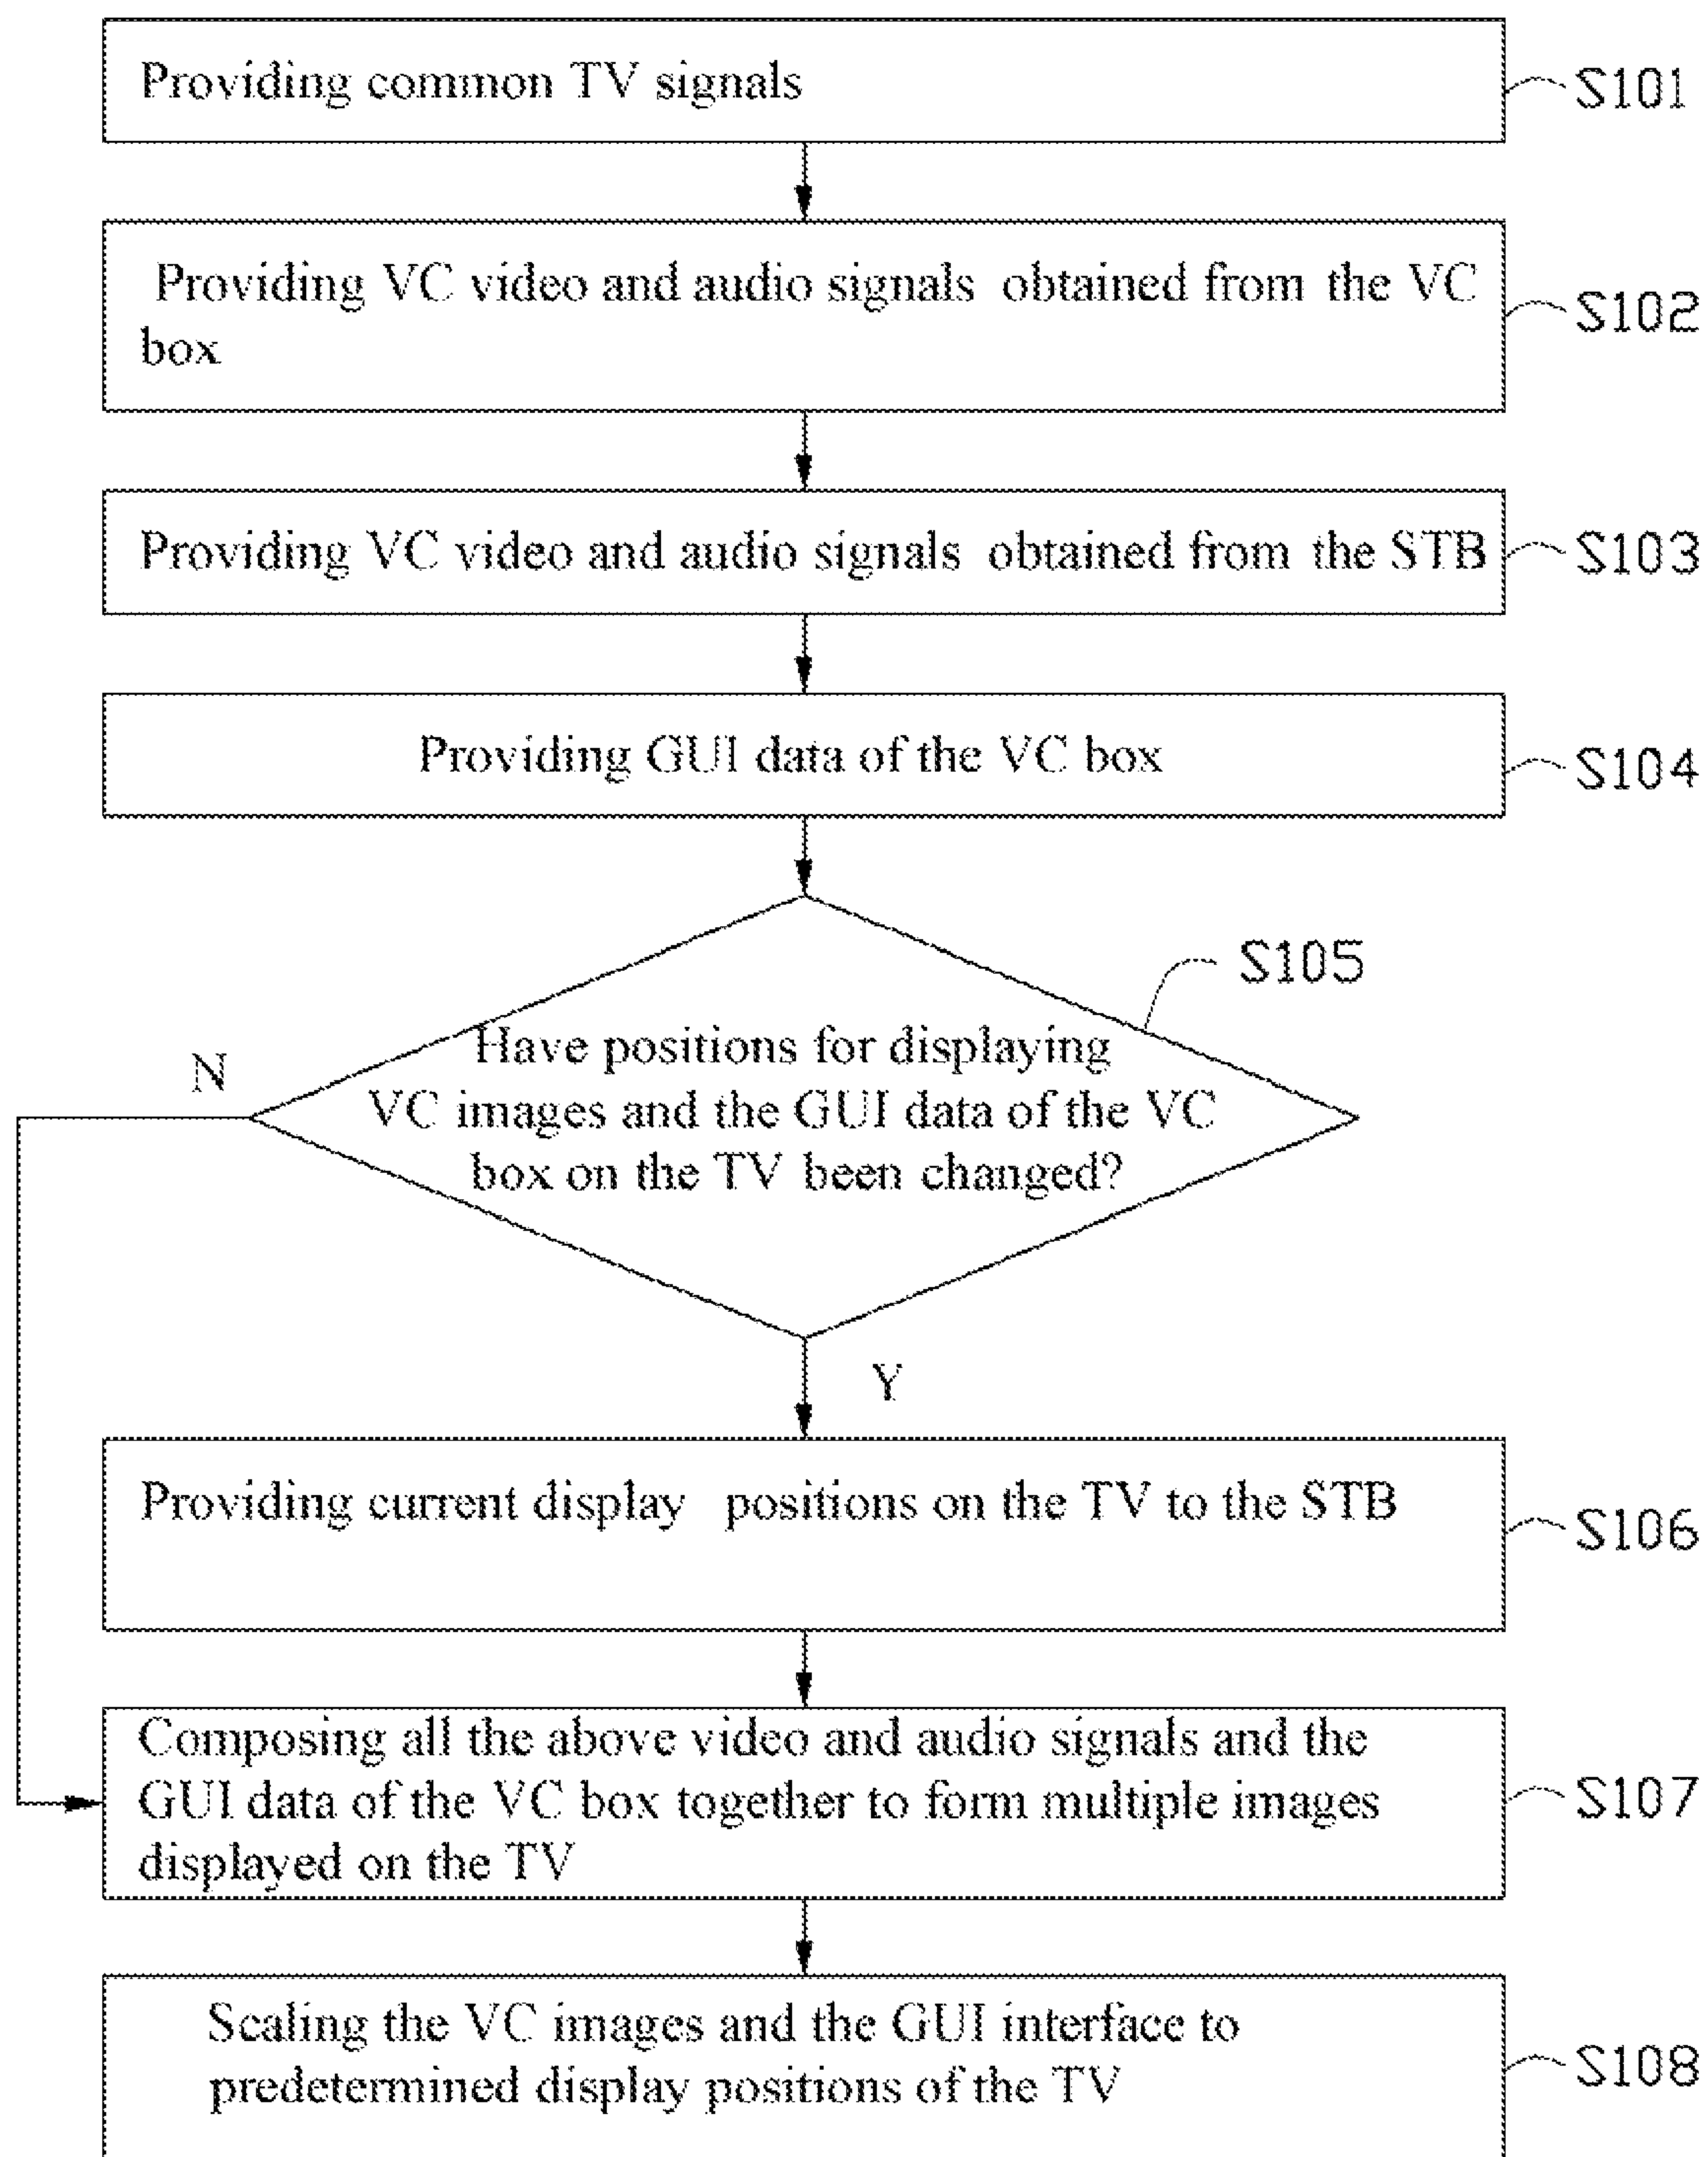 Providing common TV signals
S101
Providing VC video and audio signals obtained from the VC
box
S102
Providing VC video and audio signals obtained from the STB
S103
Providing GUI data of the VC box
S104
S105
Have positions for displaying
VC images and the GUI data of the VC
box on the TV been changed?
N
Y
Providing current display positions on the TV to the STB
S106
Composing all the above video and audio signals and the
GUI data of the VC box together to form multiple images
displayed on the TV
S107
Scaling the VC images and the GUI interface to
predetermined display positions of the TV
S108